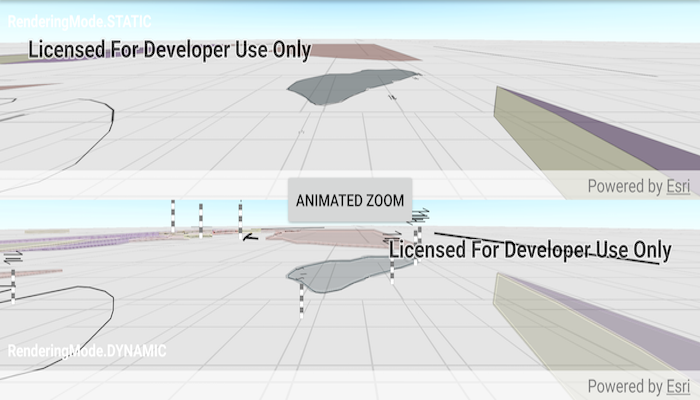 RenderingMode.STATIC
Licensed For Developer Use Only
Powered by Esri
ANIMATED ZOOM
Licensed For Developer Use Only
RenderingMode.DYNAMIC
Powered by Esri